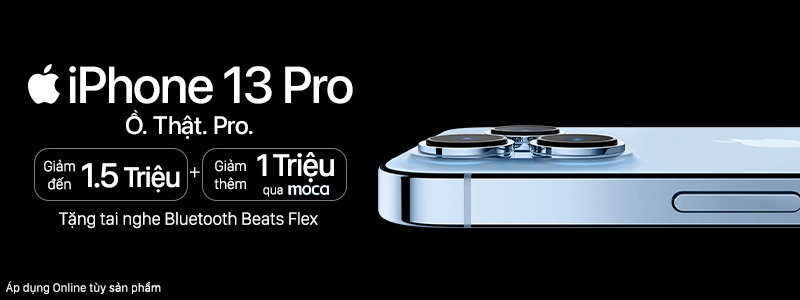 iPhone 13 Pro
Ồ. Thật. Pro.
Giảm đến 1.5 Triệu + Giảm thêm 1 Triệu qua moca
Tặng tai nghe Bluetooth Beats Flex
Áp dụng Online tùy sản phẩm